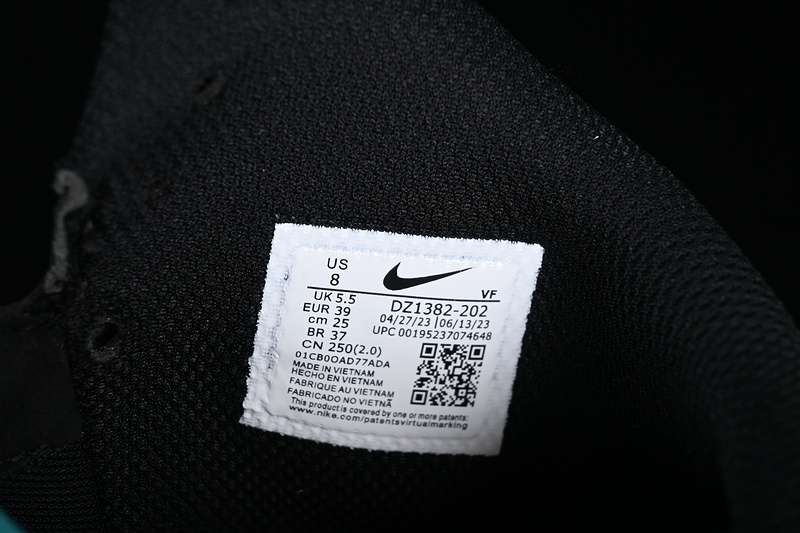 US
8
VF
UK 5.5
EUR 39
cm 25
BR 37
CN 250(2.0)
DZ1382-202
04/27/23 | 06/13/23
UPC 00195237074648
01CB0OAD77ADA
MADE IN VIETNAM
HECHO EN VIETNAM
FABRIQUE AU VIETNAM
FABRICADO NO VIETNÃ
This product is covered by one or more patents:
www.nike.com/patentsvirtualmarking